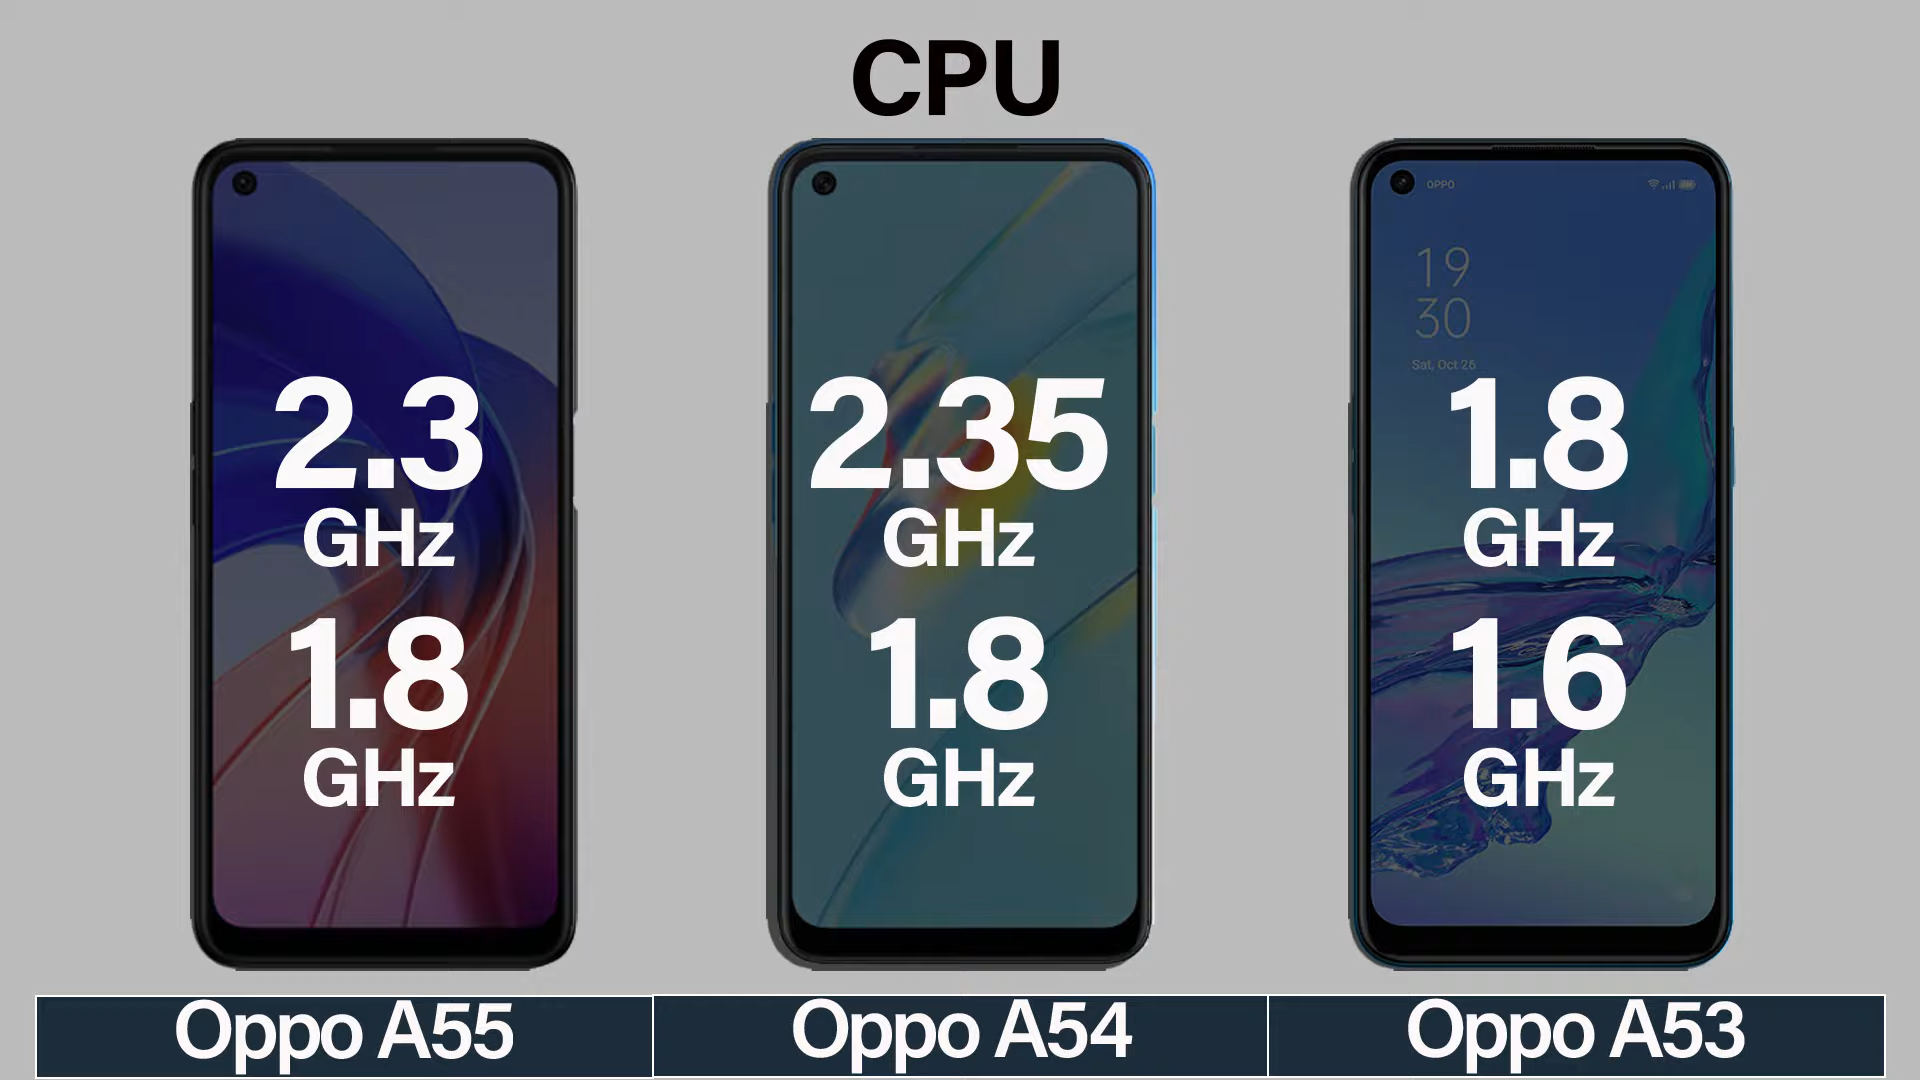 CPU
OPPO
19
30
Sat, Oct 26
2.3
GHz
1.8
GHz
2.35
GHz
1.8
GHz
1.8
GHz
1.6
GHz
Oppo A55
Oppo A54
Oppo A53